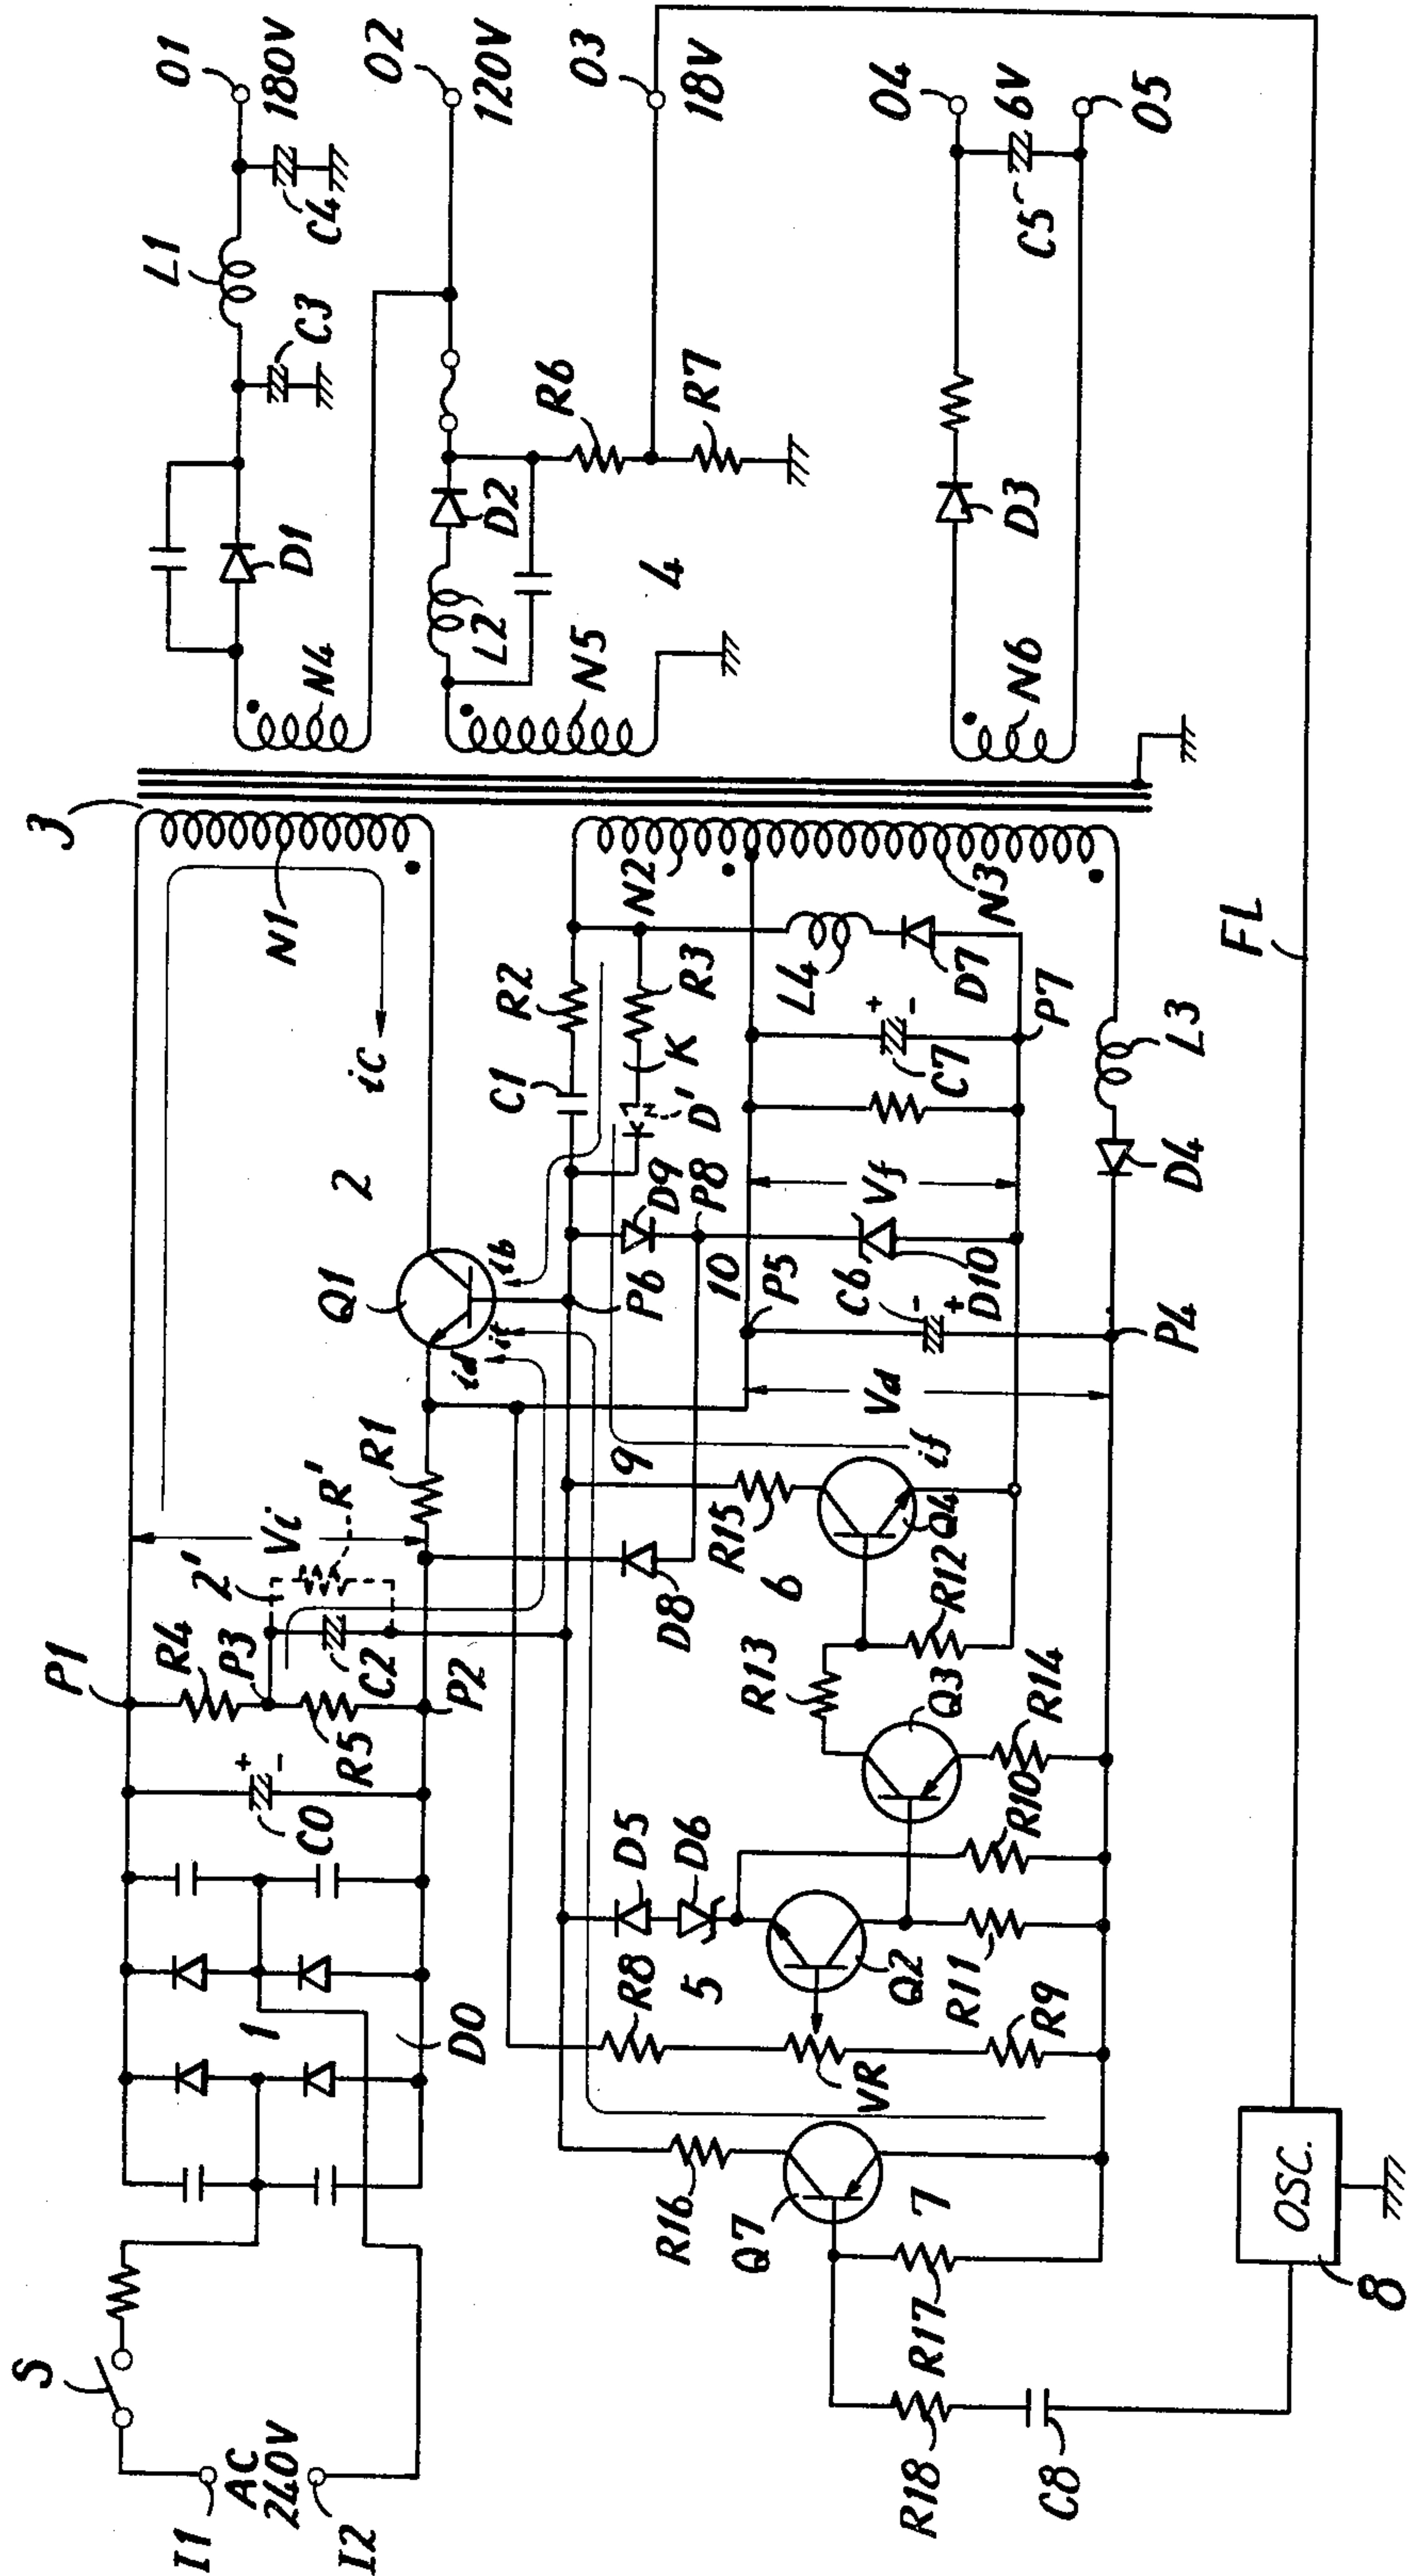 3
O1
180V
L1
C4
C3
D1
N4
O2
120V
O3
18V
R6
R7
D2
L2
N5
4
O4
6V
O5
C5
D3
N6
N1
ic
2
Q1
ib
it
id
R1
Vi
R'
2'
P1
R4
P3
C2
P2
R5
+
-
C0
1
D0
S
AC
240V
I1
I2
N2
R2
R3
C1
K
D'
D9
P8
P6
10
L4
D7
N3
+
-
C7
P7
L3
D4
Vf
D10
C6
-
+
P5
P4
Vd
if
9
R15
Q4
6
D8
R12
R13
Q3
R14
R10
D5
D6
5
Q2
R11
R8
VR
R9
R16
Q7
7
R17
R18
C8
FL
OSC.
8